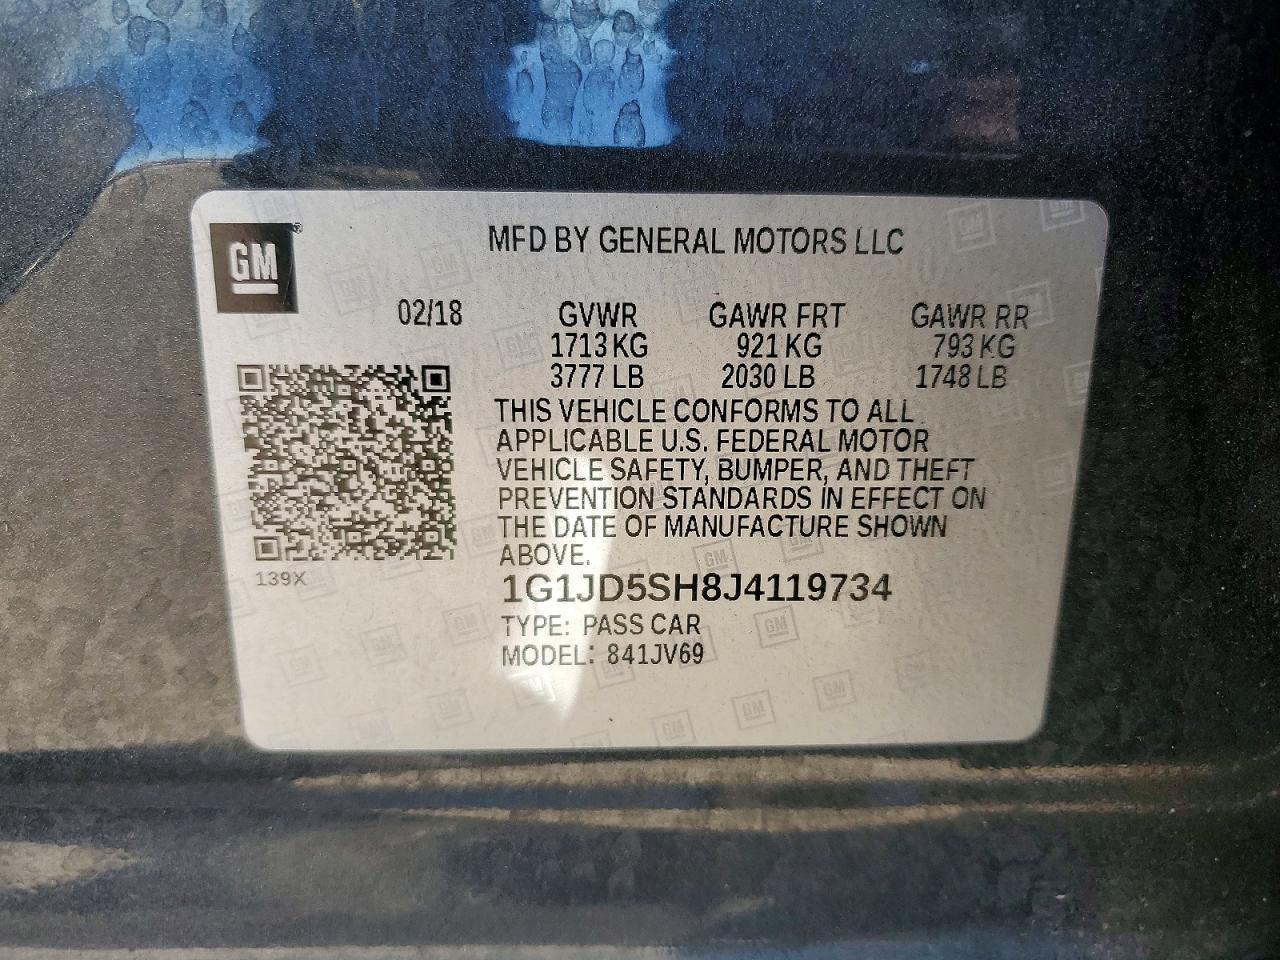 GM®
MFD BY GENERAL MOTORS LLC
02/18 GVWR GAWR FRT GAWR RR
1713 KG 921 KG 793 KG
3777 LB 2030 LB 1748 LB
THIS VEHICLE CONFORMS TO ALL
APPLICABLE U.S. FEDERAL MOTOR
VEHICLE SAFETY, BUMPER, AND THEFT
PREVENTION STANDARDS IN EFFECT ON
THE DATE OF MANUFACTURE SHOWN
ABOVE.
139X
1G1JD5SH8J4119734
TYPE: PASS CAR
MODEL: 841JV69